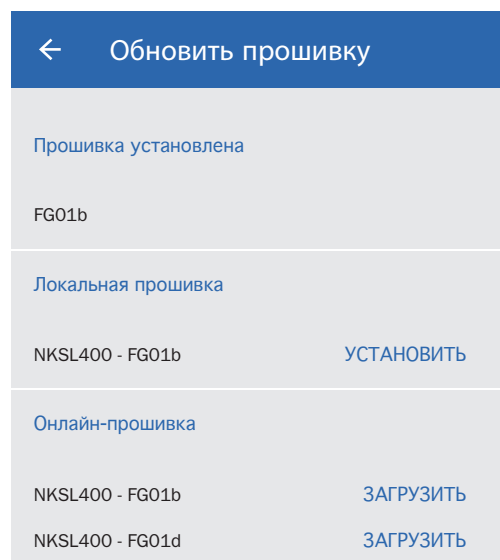 Обновить прошивку
Прошивка установлена
FG01b
Локальная прошивка
NKSL400 - FG01b УСТАНОВИТЬ
Онлайн-прошивка
NKSL400 - FG01b ЗАГРУЗИТЬ
NKSL400 - FG01d ЗАГРУЗИТЬ